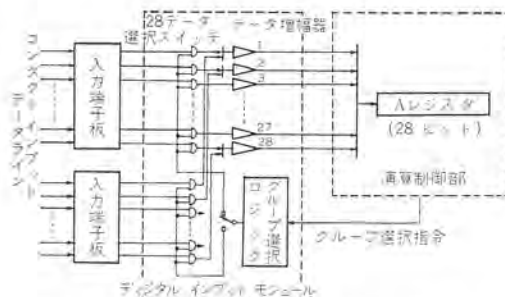 28データ
選択スイッチ
データ増幅器
コンタクト インプット
データライン
入力端子板
入力端子板
1
2
3
27
28
Aレジスタ
(28 ビット)
演算制御部
グループ選択
ロジック
グループ選択指令
ディジタル インプット モジュール